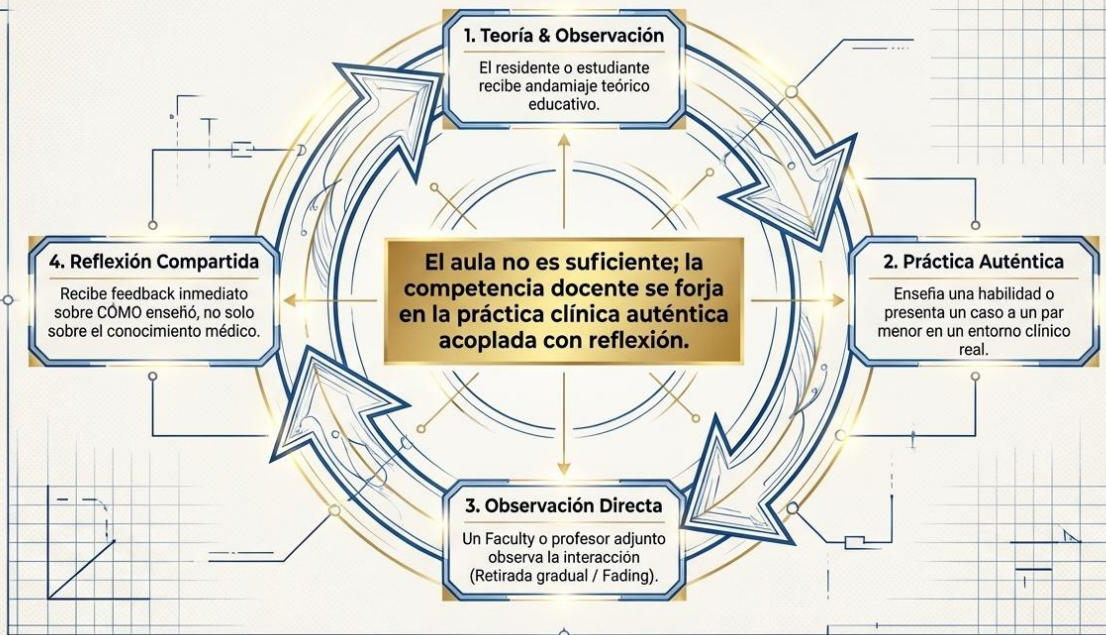 1. Teoría & Observación
El residente o estudiante
recibe andamiaje teórico
educativo.
4. Reflexión Compartida
Recibe feedback inmediato
sobre CÓMO enseñó, no solo
sobre el conocimiento médico.
El aula no es suficiente; la
competencia docente se forja
en la práctica clínica auténtica
acoplada con reflexión.
2. Práctica Auténtica
Enseña una habilidad o
presenta un caso a un par
menor en un entorno clínico
real.
3. Observación Directa
Un Faculty o profesor adjunto
observa la interacción
(Retirada gradual / Fading).